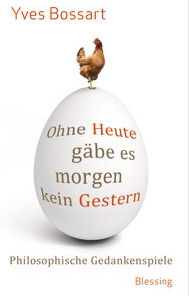 Yves Bossart
Ohne Heute
gäbe es
morgen
kein Gestern
Philosophische Gedankenspiele
Blessing